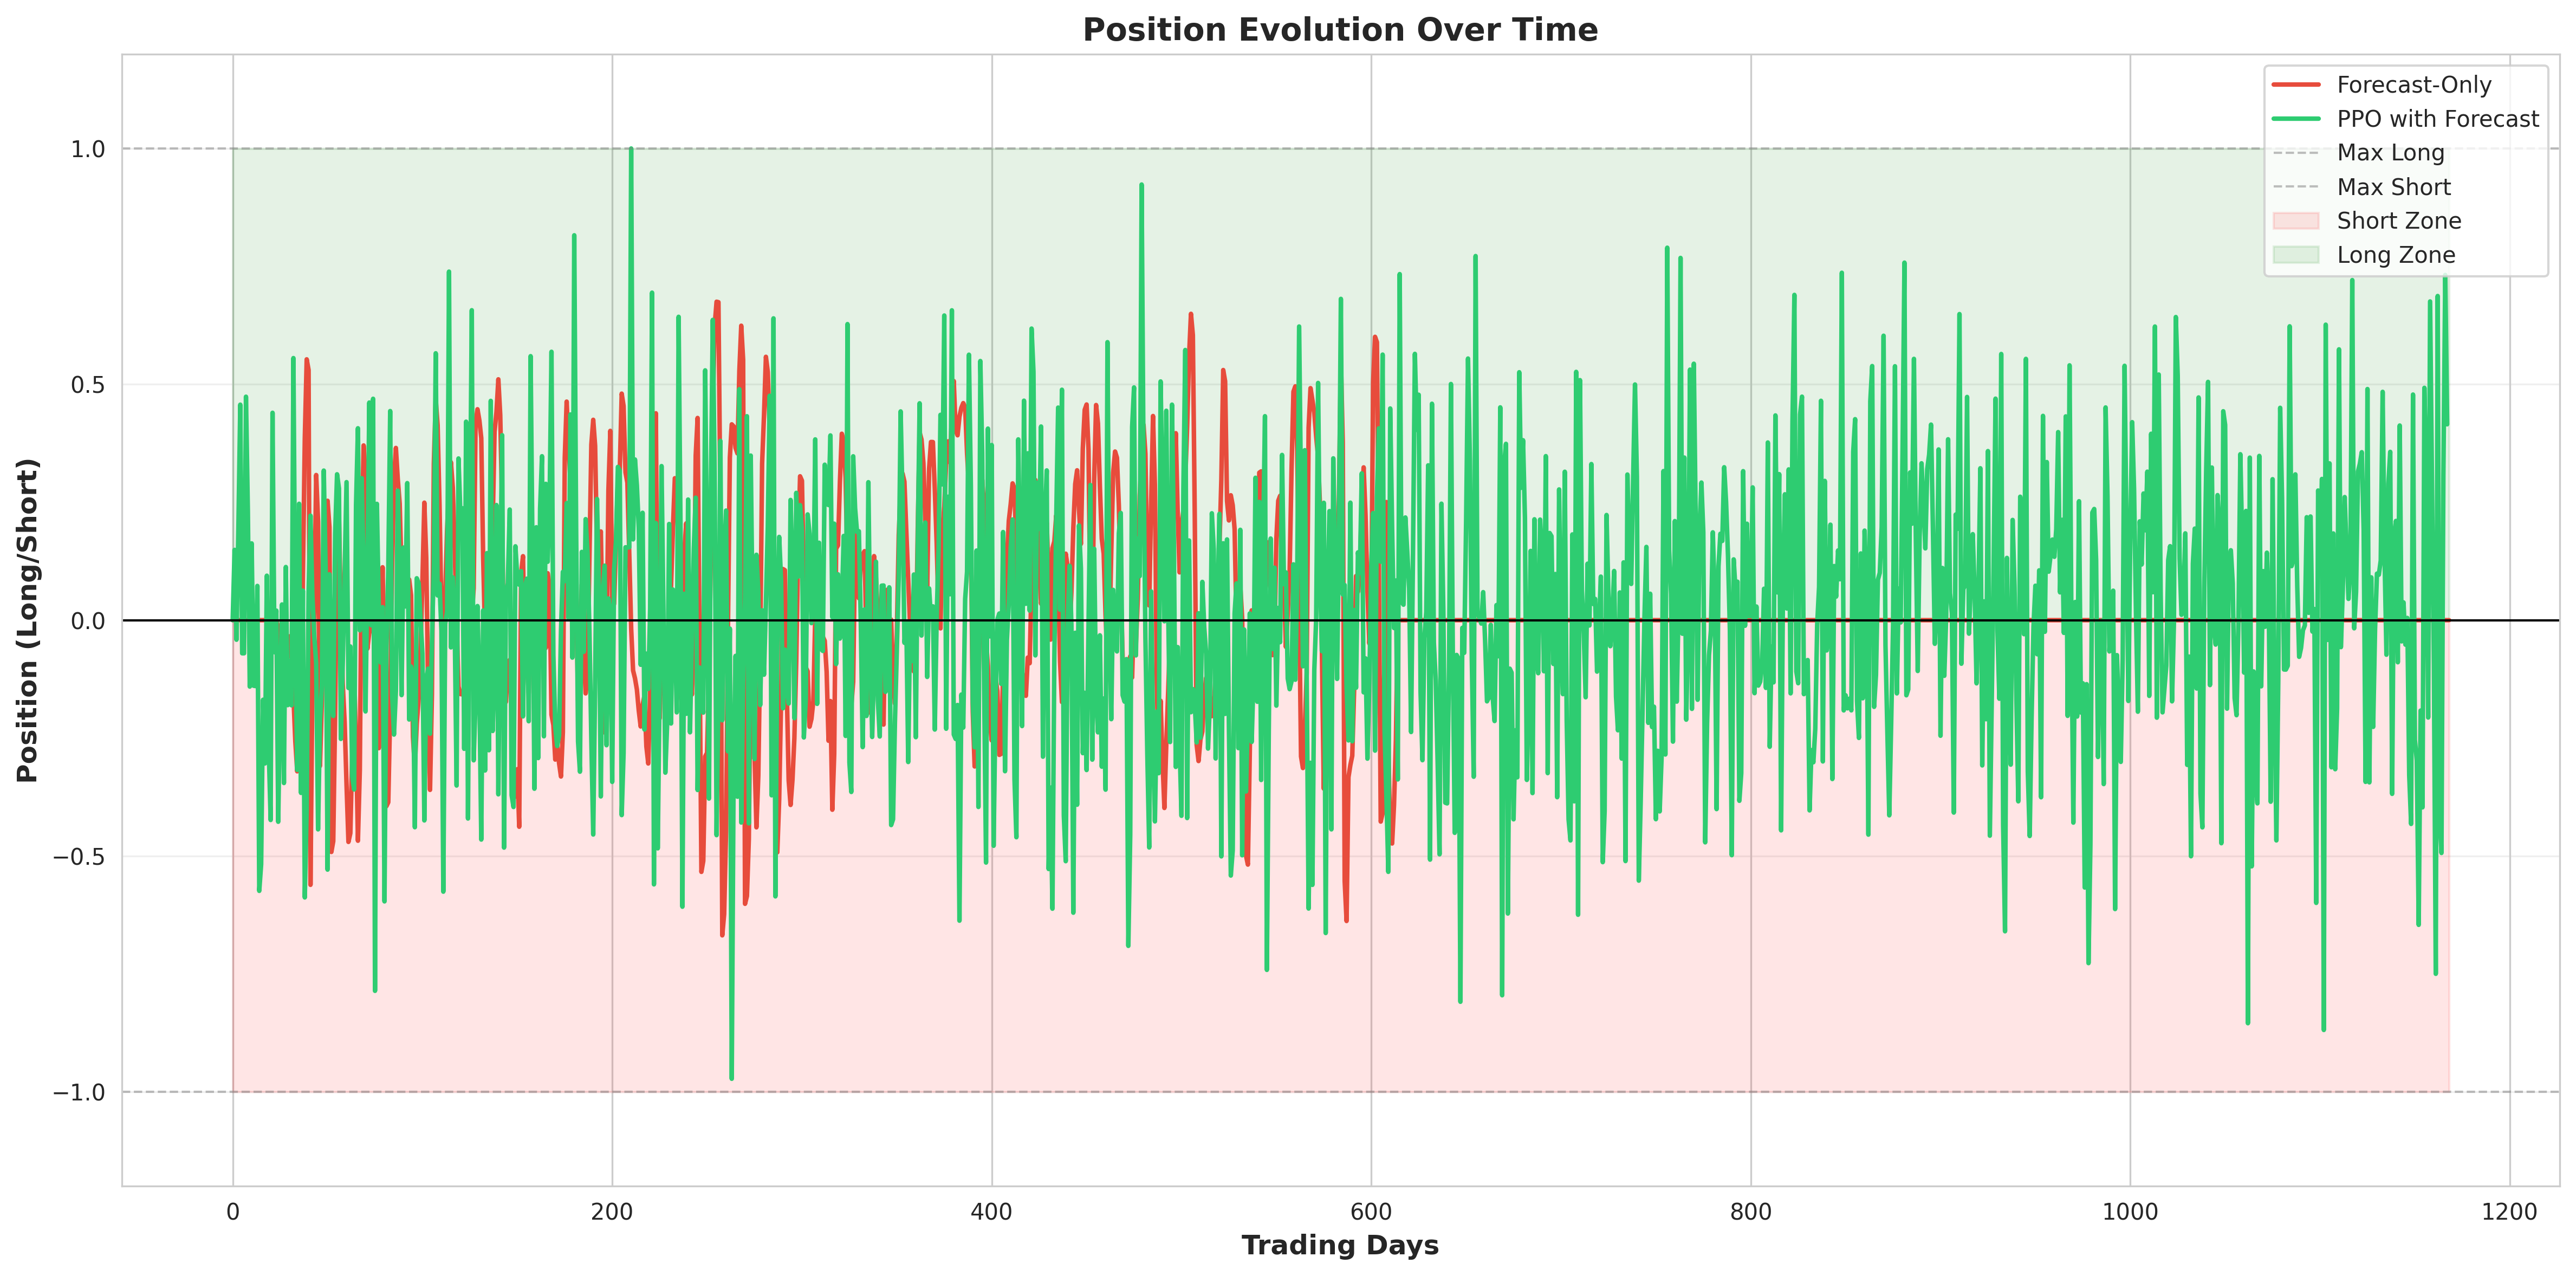 Position Evolution Over Time
Forecast-Only
PPO with Forecast
Max Long
Max Short
Short Zone
Long Zone
Position (Long/Short)
1.0
0.5
0.0
−0.5
−1.0
0
200
400
600
800
1000
1200
Trading Days